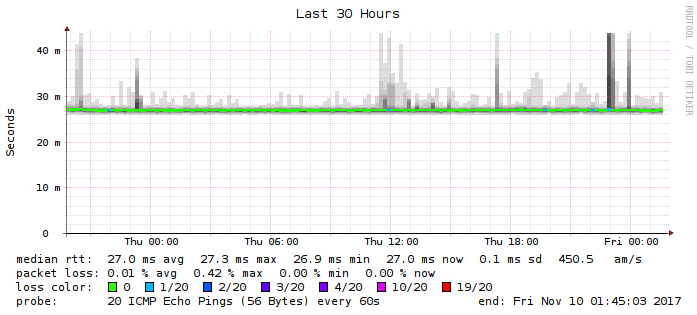 Last 30 Hours
RRDTOOL / TOBI OETIKER
Seconds
40 m
30 m
20 m
10 m
0
Thu 00:00 Thu 06:00 Thu 12:00 Thu 18:00 Fri 00:00
median rtt: 27.0 ms avg 27.3 ms max 26.9 ms min 27.0 ms now 0.1 ms sd 450.5 am/s
packet loss: 0.01 % avg 0.42 % max 0.00 % min 0.00 % now
loss color: 0 1/20 2/20 3/20 4/20 10/20 19/20
probe: 20 ICMP Echo Pings (56 Bytes) every 60s end: Fri Nov 10 01:45:03 2017